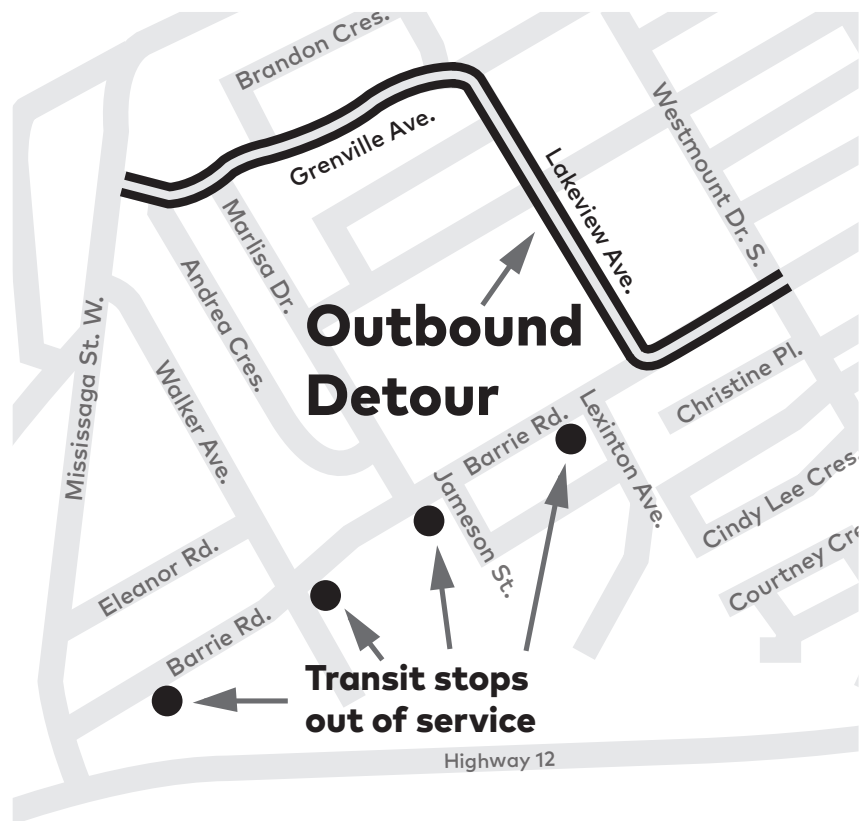 Brandon Cres.
Grenville Ave.
Westmount Dr. S.
Lakeview Ave.
Marlisa Dr.
Andrea Cres.
Outbound
Detour
Mississaga St. W.
Walker Ave.
Christine Pl.
Barrie Rd.
Lexinton Ave.
Jameson St.
Cindy Lee Cres.
Courtney Cre
Eleanor Rd.
Barrie Rd.
Transit stops
out of service
Highway 12